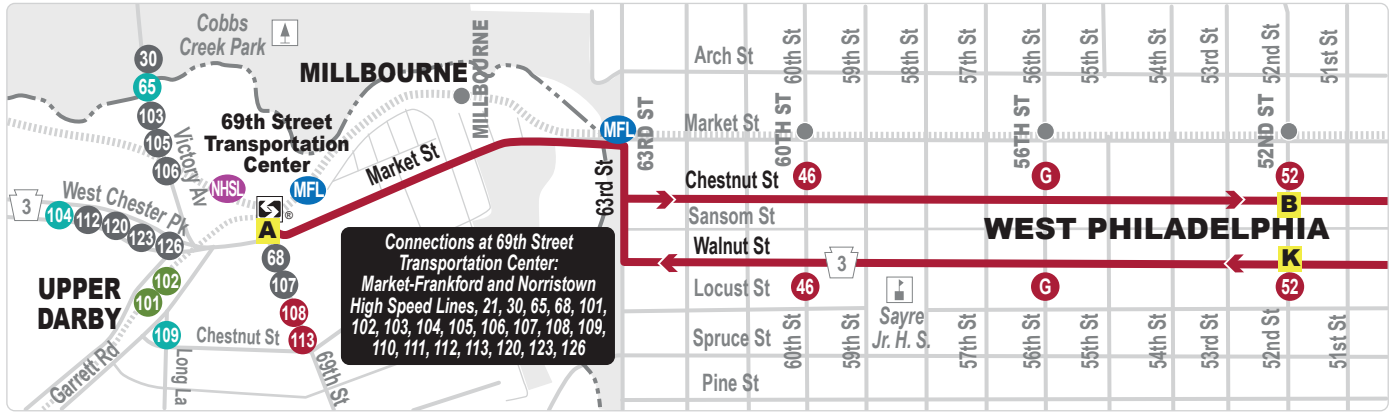 Cobbs
Creek Park
30
65
103
105
106
Victory Av
MILLBOURNE
MILLBOURNE
69th Street
Transportation
Center
NHSL
MFL
S
®
A
Market St
3
West Chester Pk
104
112
120
123
126
UPPER
DARBY
102
101
109
Garrett Rd
Long La
Chestnut St
68
107
108
113
69th St
Connections at 69th Street
Transportation Center:
Market-Frankford and Norristown
High Speed Lines, 21, 30, 65, 68, 101,
102, 103, 104, 105, 106, 107, 108, 109,
110, 111, 112, 113, 120, 123, 126
MFL
63RD ST
63rd St
Arch St
60th St
59th St
58th St
57th St
56th St
55th St
54th St
53rd St
52nd St
51st St
Market St
60TH ST
56TH ST
52ND ST
Chestnut St
46
G
52
B
Sansom St
WEST PHILADELPHIA
Walnut St
3
K
Locust St
46
G
52
Sayre
Jr. H. S.
Spruce St
60th St
59th St
57th St
56th St
55th St
54th St
53rd St
52nd St
51st St
Pine St